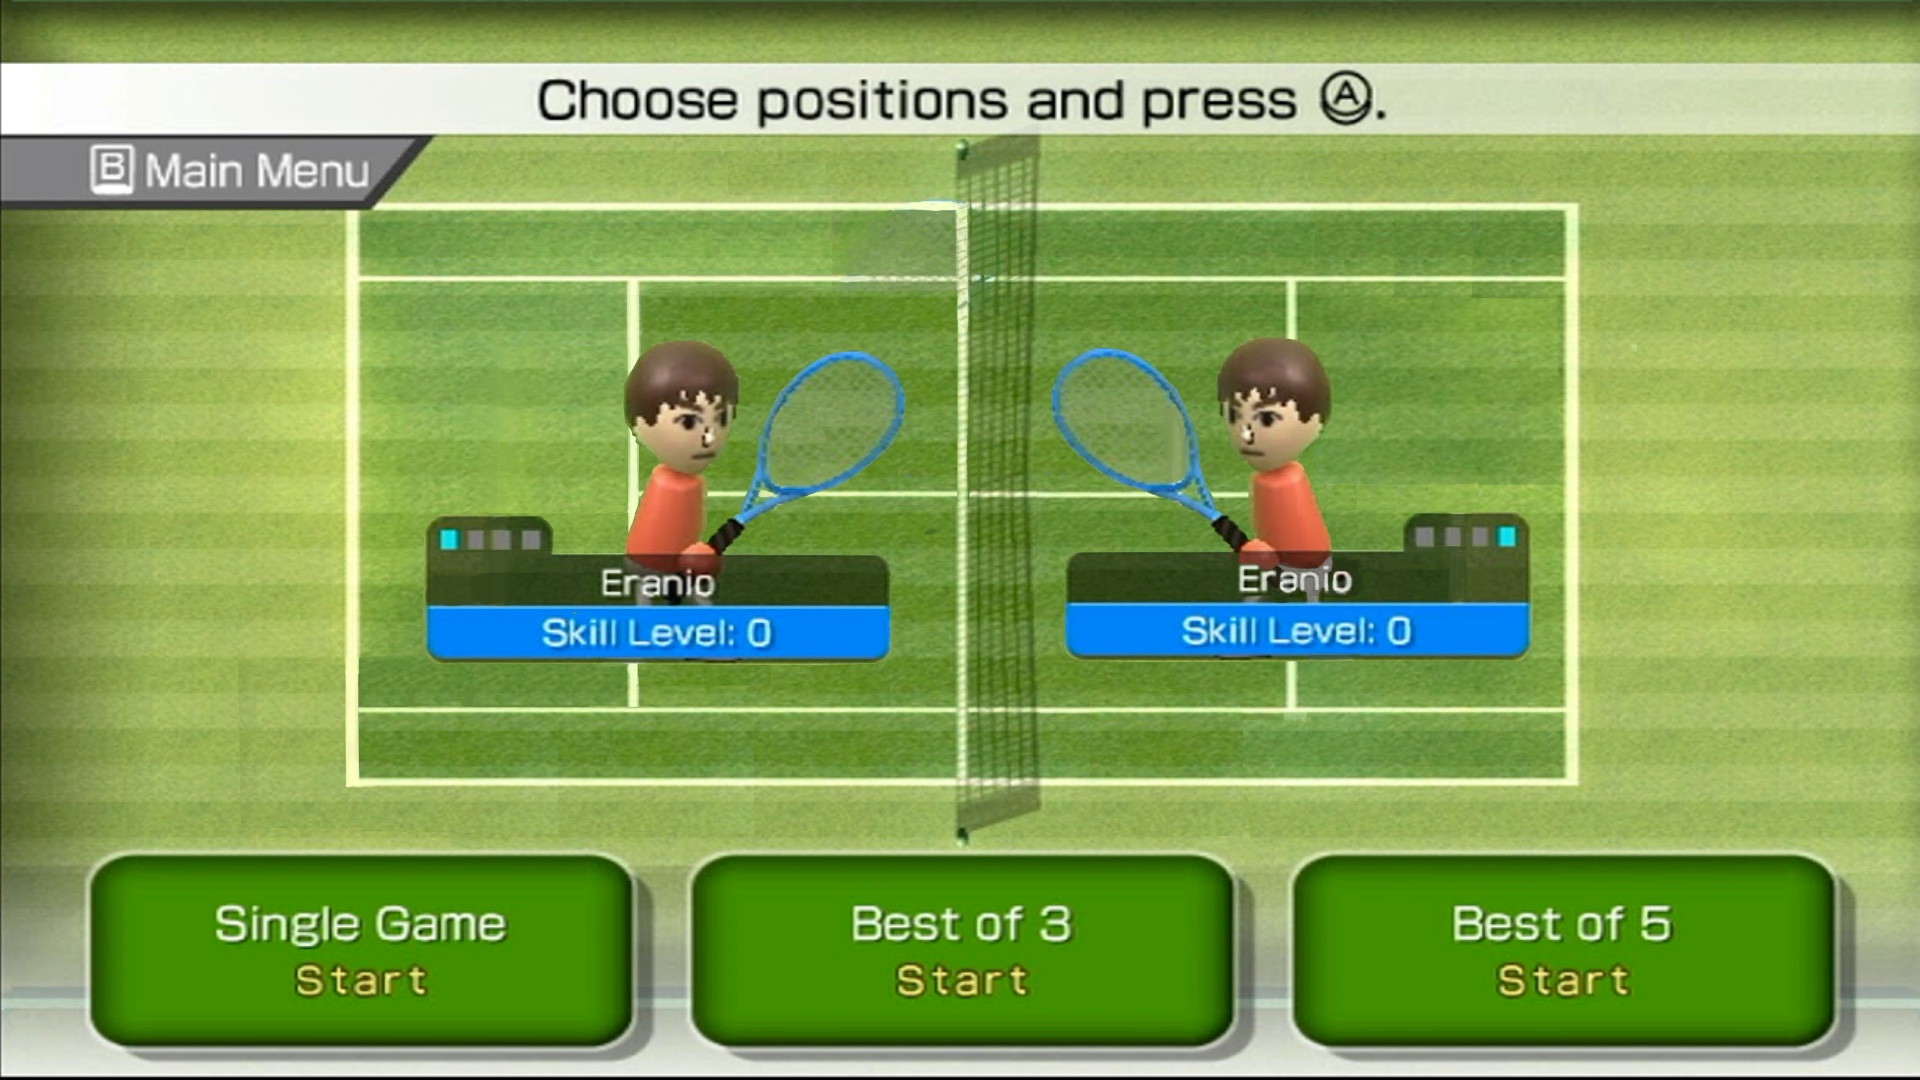 Choose positions and press Ⓐ.
B Main Menu
Eranio
Skill Level: 0
Eranio
Skill Level: 0
Single Game
Start
Best of 3
Start
Best of 5
Start